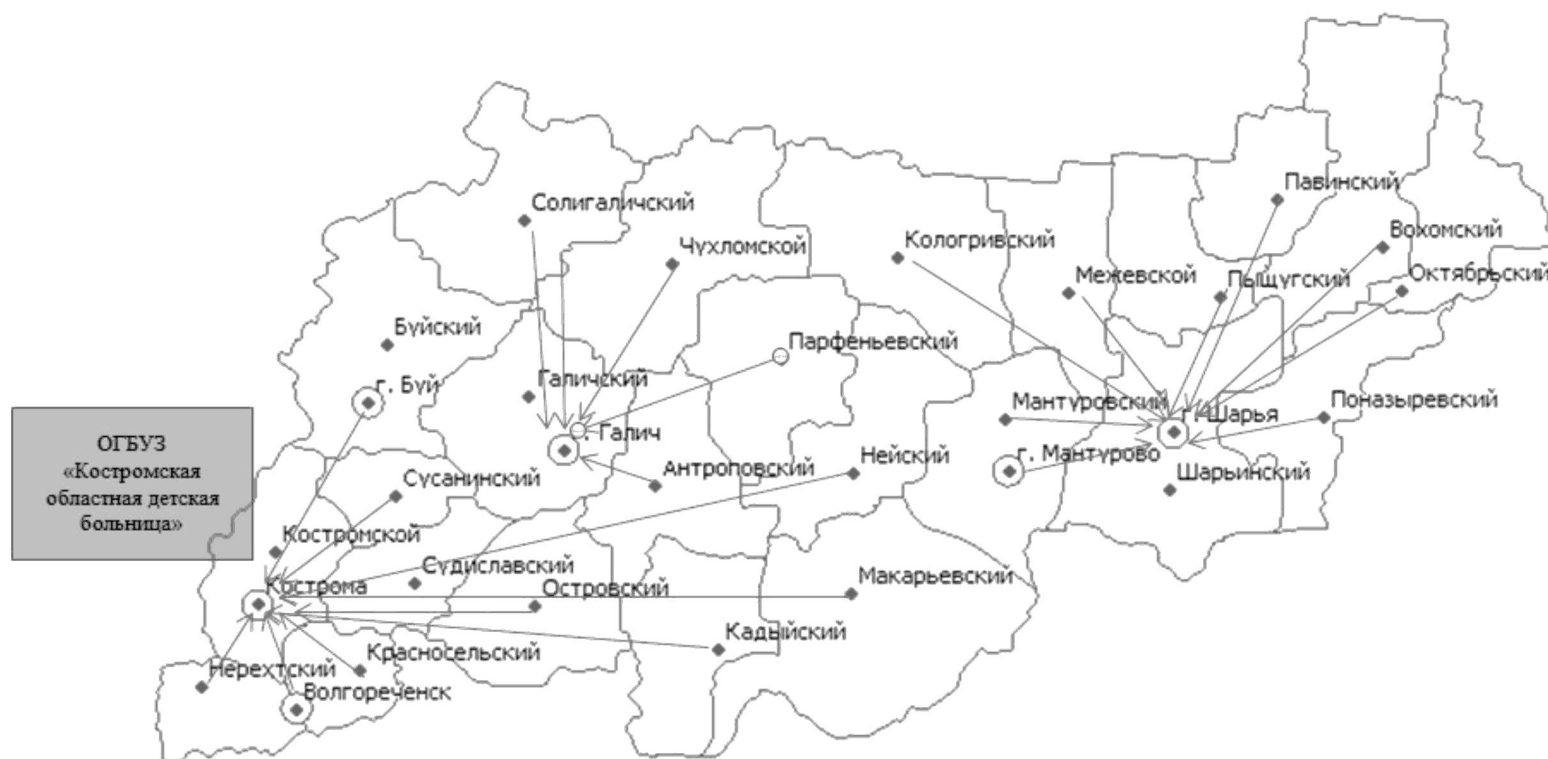 Павинский
Солигаличский
Вохомский
Чухломской
Кологривский
Межевской
Пыщугский
Октябрьский
Буйский
Парфеньевский
г. Буй
Галичский
Мантуровский
г. Шарья
Поназыревский
ОГБУЗ
«Костромская
областная детская
больница»
. Галич
Антроповский
Нейский
г. Мантурово
Шарьинский
Сусанинский
Костромской
Судиславский
Островский
Макарьевский
Кострома
Кадыйский
Красносельский
Нерехтский
Волгореченск